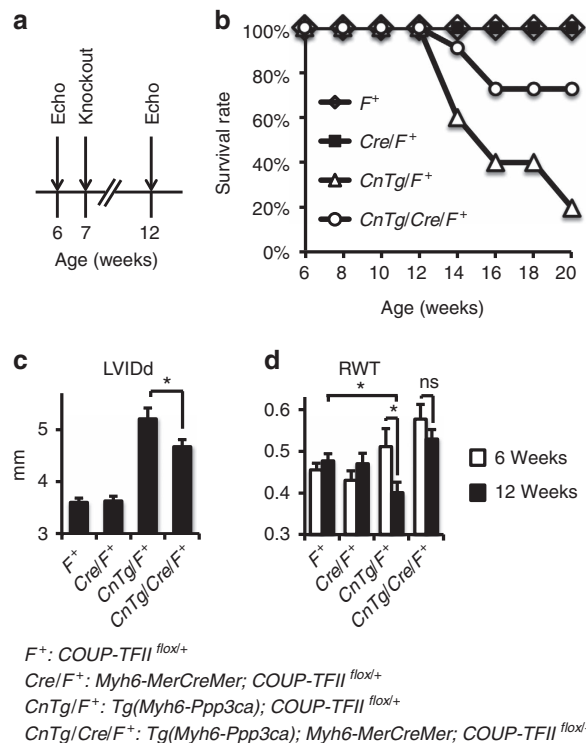 a
Echo
Knockout
Echo
6 7 12
Age (weeks)
b
Survival rate
100%
80%
60%
40%
20%
0%
F+
Cre/F+
CnTg/F+
CnTg/Cre/F+
6 8 10 12 14 16 18 20
Age (weeks)
c
LVIDd
*
mm
5
4
3
F+
Cre/F+
CnTg/F+
CnTg/Cre/F+
d
RWT
*
*
ns
0.6
0.5
0.4
0.3
F+
Cre/F+
CnTg/F+
CnTg/Cre/F+
6 Weeks
12 Weeks
F+: COUP-TFII flox/+
Cre/F+: Myh6-MerCreMer; COUP-TFII flox/+
CnTg/F+: Tg(Myh6-Ppp3ca); COUP-TFII flox/+
CnTg/Cre/F+: Tg(Myh6-Ppp3ca); Myh6-MerCreMer; COUP-TFII flox/+